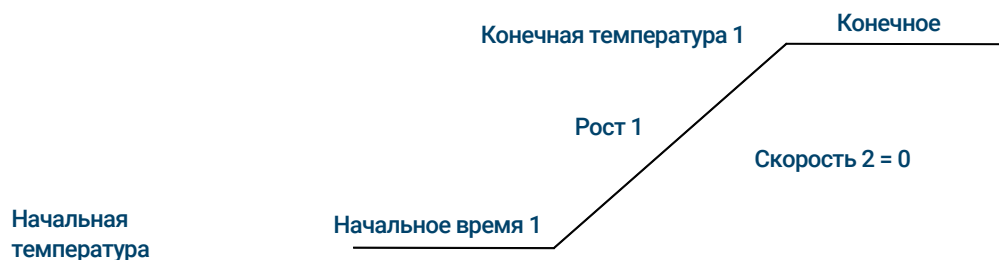 Конечное
Конечная температура 1
Рост 1
Скорость 2 = 0
Начальная
температура
Начальное время 1